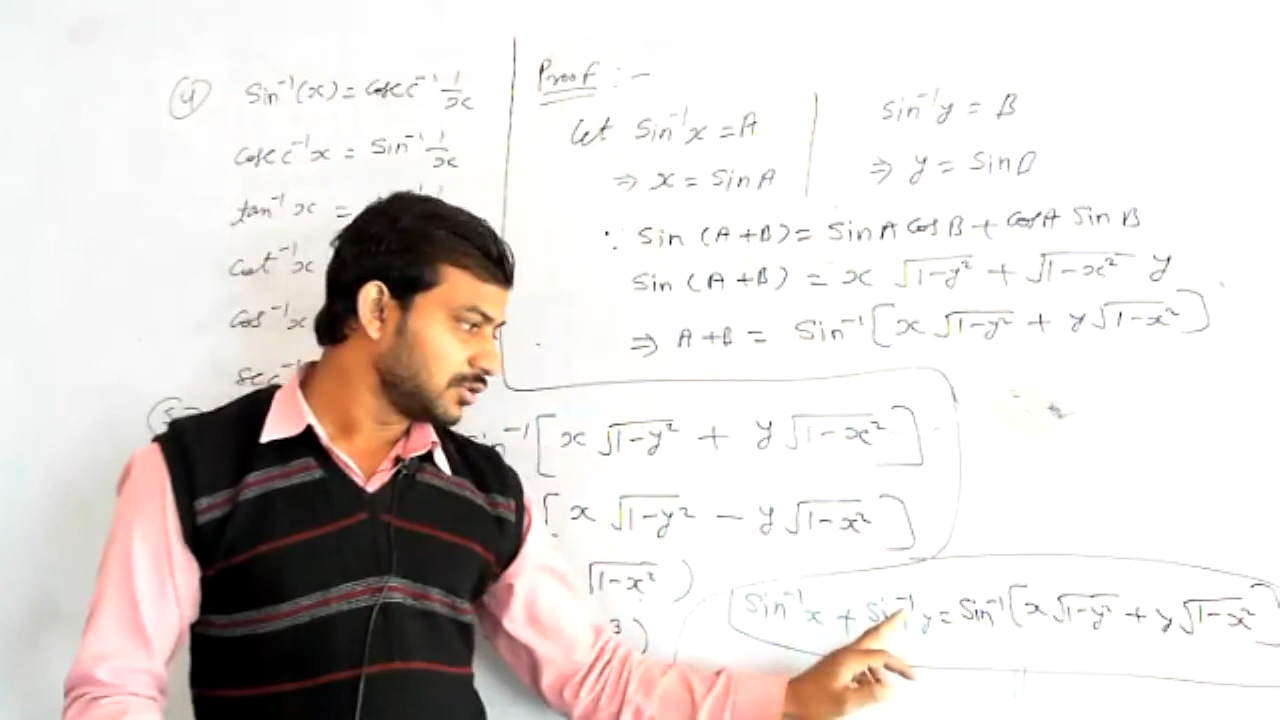 (4) Sin⁻¹(x) = Cosec⁻¹ 1/x
Cosec⁻¹x = Sin⁻¹ 1/x
tan⁻¹x =
Cot⁻¹x
Cos⁻¹x
Sec⁻¹
Proof :-
Let Sin⁻¹x = A
⇒ x = Sin A
Sin⁻¹y = B
⇒ y = Sin B
∵ Sin (A+B) = Sin A Cos B + Cos A Sin B
Sin (A+B) = x √1-y² + √1-x² y
⇒ A+B = Sin⁻¹[x √1-y² + y √1-x²]
Sin⁻¹[x √1-y² + y √1-x²]
[x √1-y² - y √1-x²]
√1-x² )
3)
Sin⁻¹x + Sin⁻¹y = Sin⁻¹[x √1-y² + y √1-x²